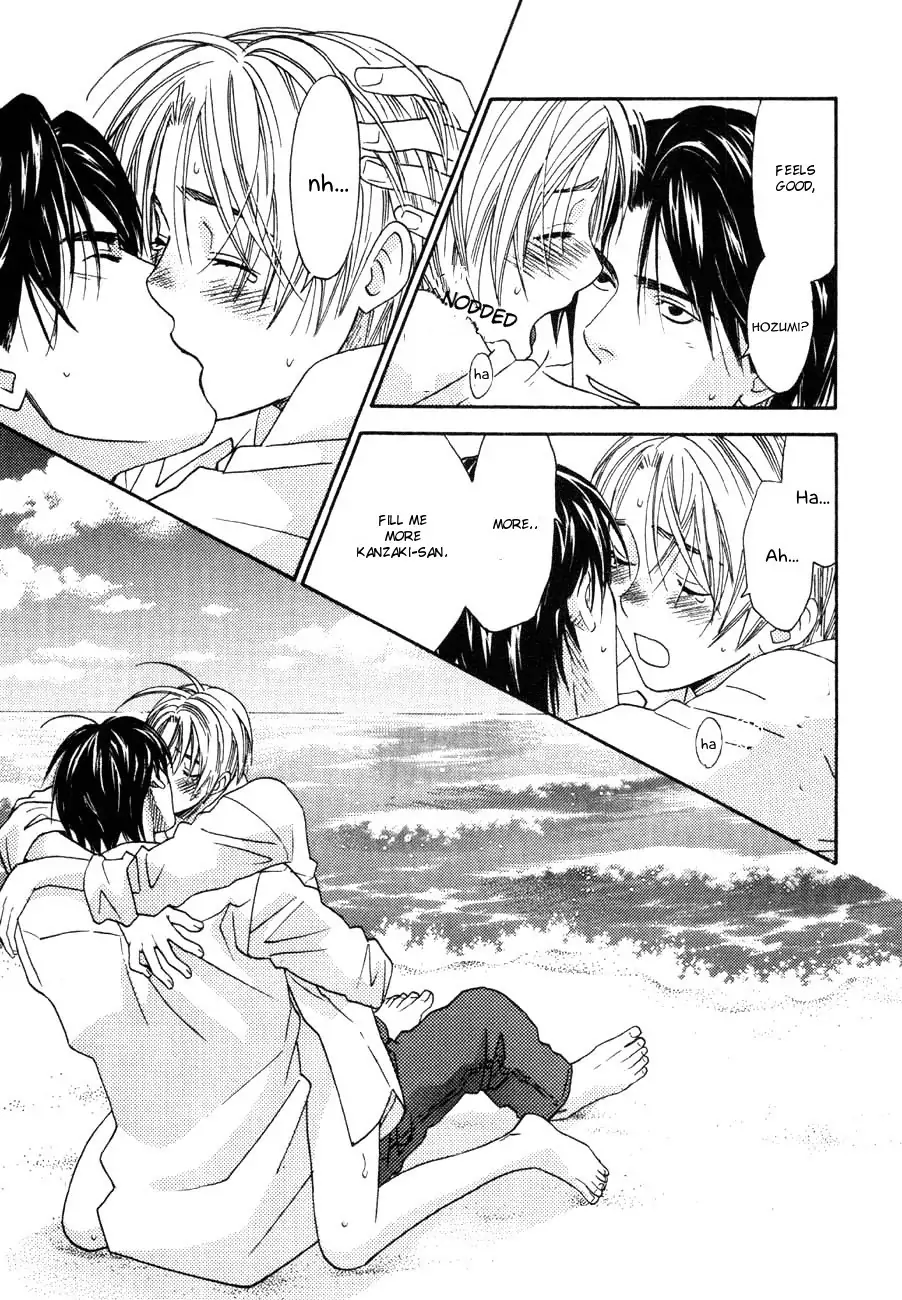 FEELS
GOOD,
HOZUMI?
NODDED
ha
Ha...
Ah...
MORE..
FILL ME
MORE
KANZAKI-SAN.
ha
nh...